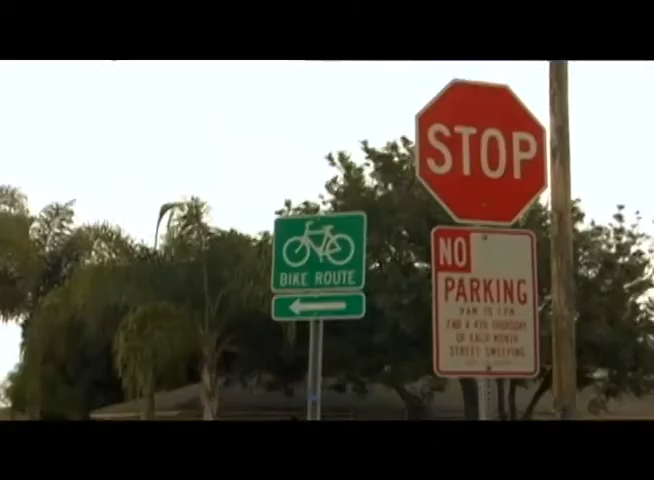 STOP
BIKE ROUTE
NO
PARKING
9AM TO 1PM
2ND & 4TH THURSDAY
OF EACH MONTH
STREET SWEEPING